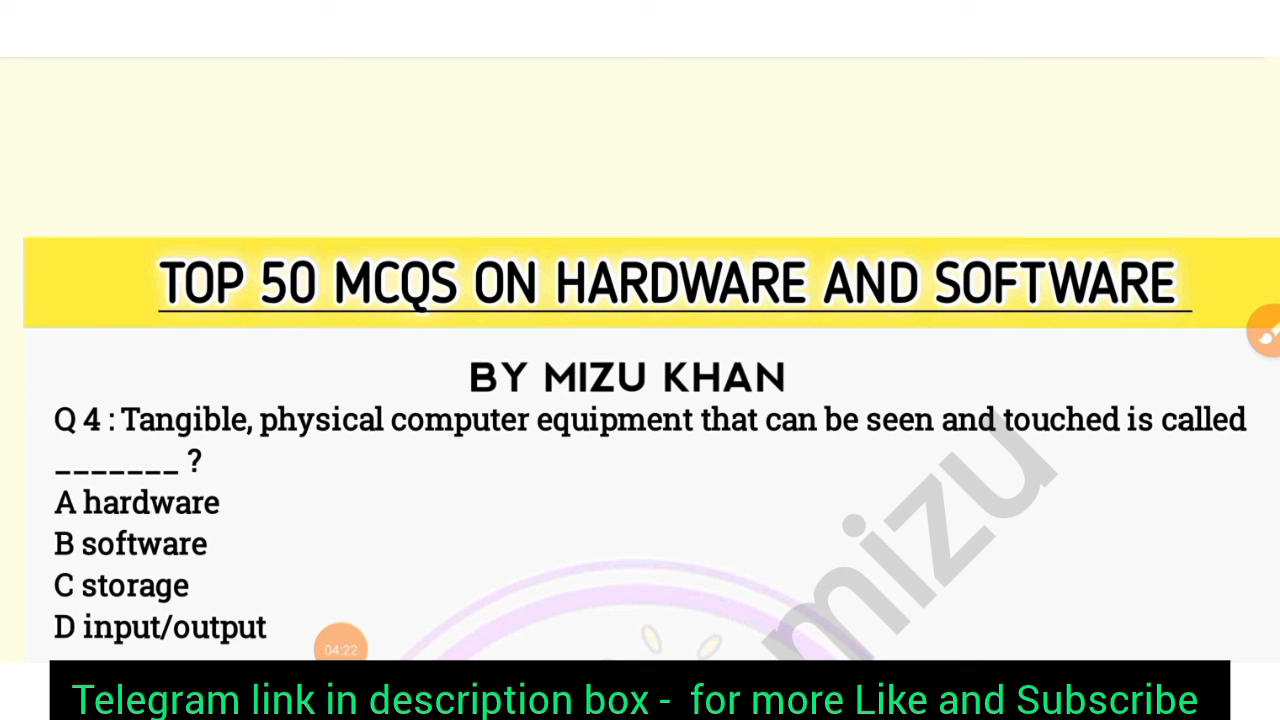 TOP 50 MCQS ON HARDWARE AND SOFTWARE
BY MIZU KHAN
Q 4 : Tangible, physical computer equipment that can be seen and touched is called
_______ ?
A hardware
B software
C storage
D input/output
mizu
04:22
Telegram link in description box - for more Like and Subscribe